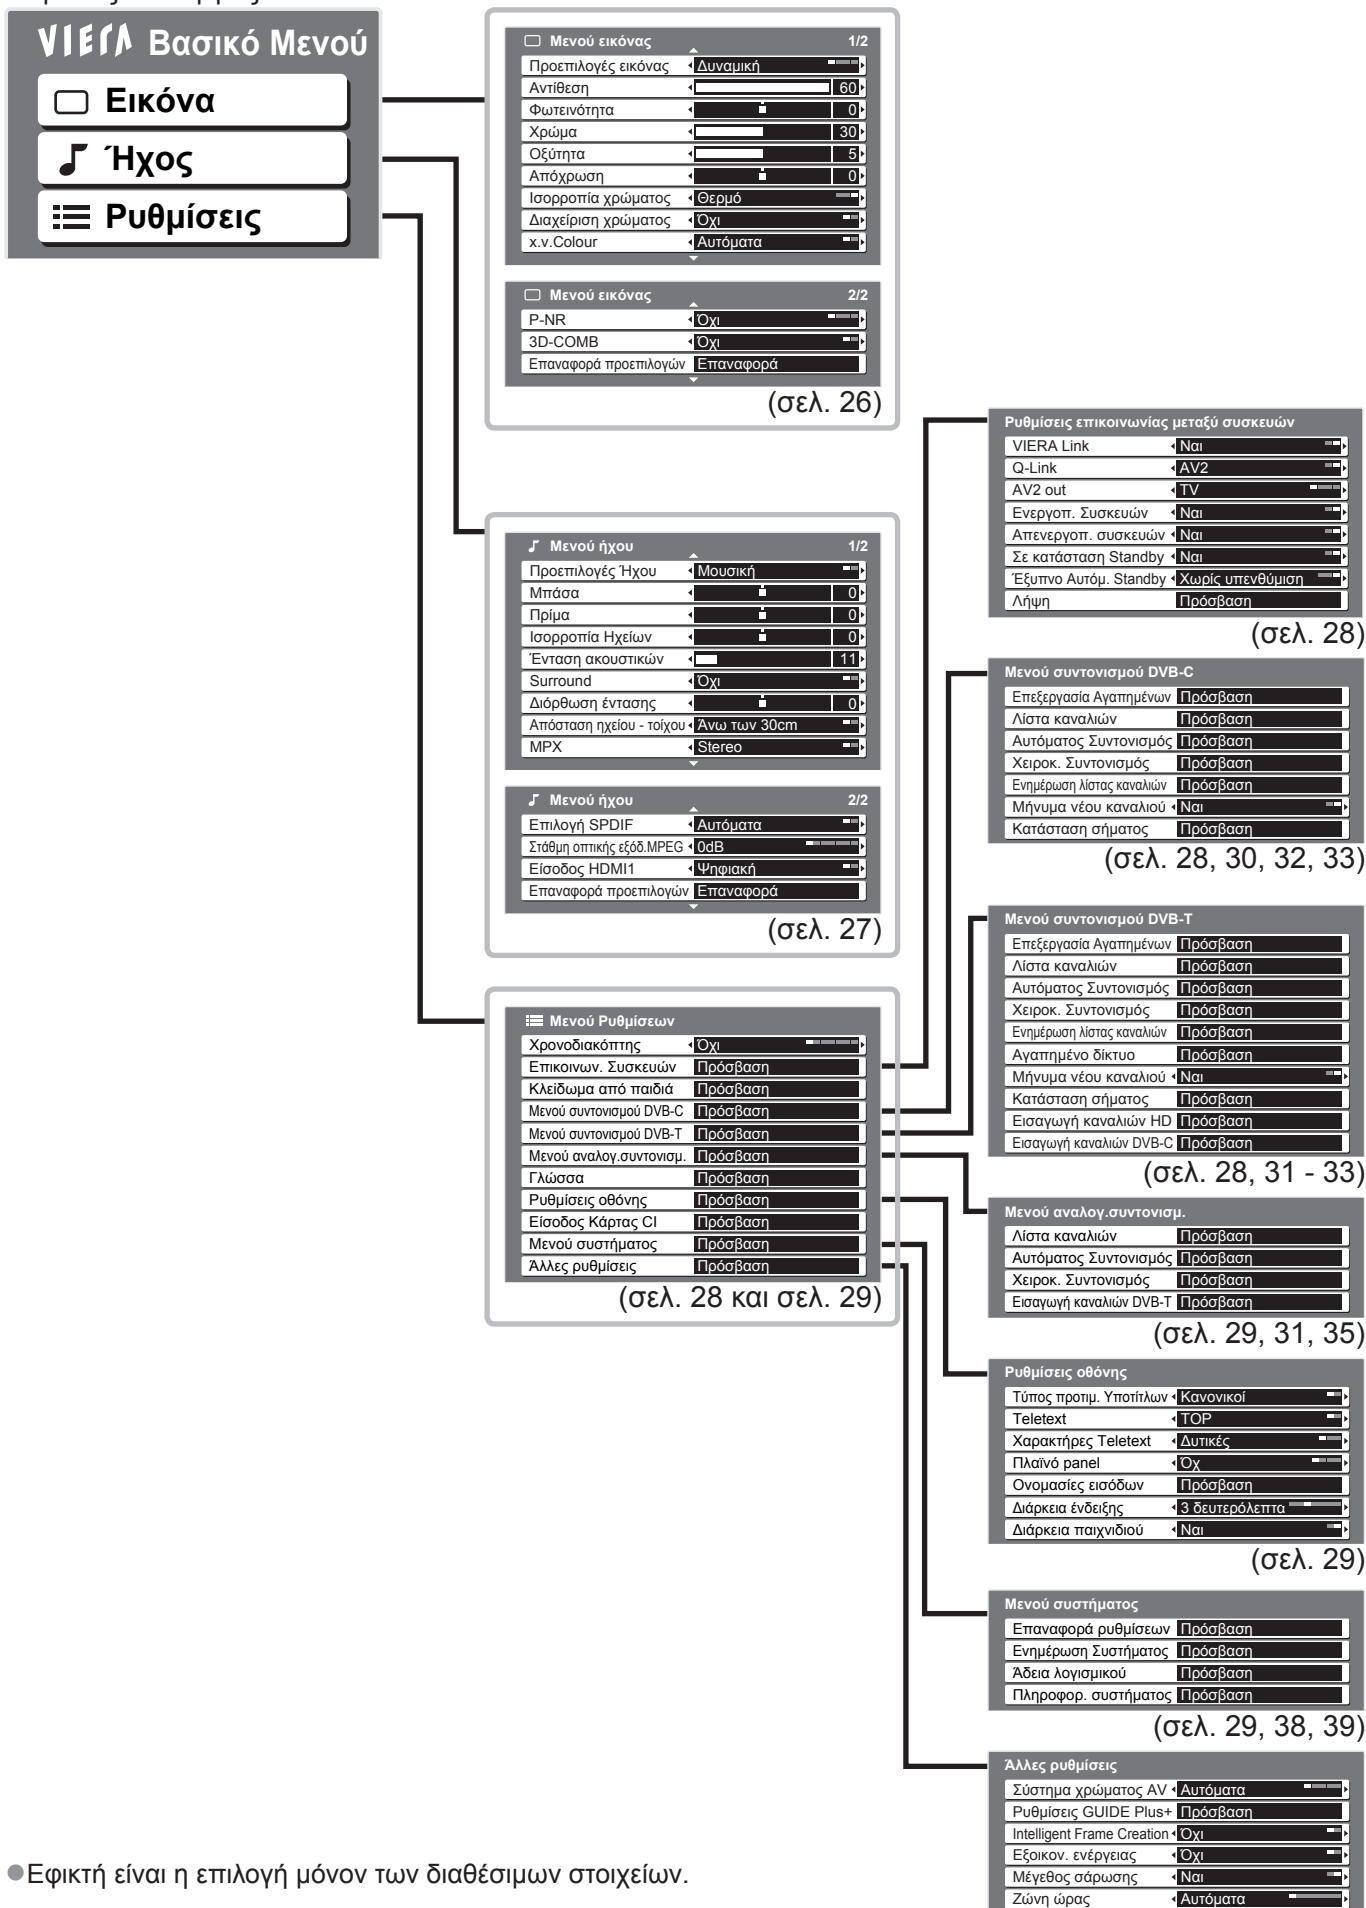 VIERA Βασικό Μενού
Εικόνα
Ήχος
Ρυθμίσεις
Μενού εικόνας 1/2
Προεπιλογές εικόνας Δυναμική
Αντίθεση 60
Φωτεινότητα 0
Χρώμα 30
Οξύτητα 5
Απόχρωση 0
Ισορροπία χρώματος Θερμό
Διαχείριση χρώματος Όχι
x.v.Colour Αυτόματα
Μενού εικόνας 2/2
P-NR Όχι
3D-COMB Όχι
Επαναφορά προεπιλογών Επαναφορά
(σελ. 26)
Μενού ήχου 1/2
Προεπιλογές Ήχου Μουσική
Μπάσα 0
Πρίμα 0
Ισορροπία Ηχείων 0
Ένταση ακουστικών 11
Surround Όχι
Διόρθωση έντασης 0
Απόσταση ηχείου - τοίχου Άνω των 30cm
MPX Stereo
Μενού ήχου 2/2
Επιλογή SPDIF Αυτόματα
Στάθμη οπτικής εξόδ.MPEG 0dB
Είσοδος HDMI1 Ψηφιακή
Επαναφορά προεπιλογών Επαναφορά
(σελ. 27)
Μενού Ρυθμίσεων
Χρονοδιακόπτης Όχι
Επικοινων. Συσκευών Πρόσβαση
Κλείδωμα από παιδιά Πρόσβαση
Μενού συντονισμού DVB-C Πρόσβαση
Μενού συντονισμού DVB-T Πρόσβαση
Μενού αναλογ.συντονισμ. Πρόσβαση
Γλώσσα Πρόσβαση
Ρυθμίσεις οθόνης Πρόσβαση
Είσοδος Κάρτας CI Πρόσβαση
Μενού συστήματος Πρόσβαση
Άλλες ρυθμίσεις Πρόσβαση
(σελ. 28 και σελ. 29)
Ρυθμίσεις επικοινωνίας μεταξύ συσκευών
VIERA Link Ναι
Q-Link AV2
AV2 out TV
Ενεργοπ. Συσκευών Ναι
Απενεργοπ. συσκευών Ναι
Σε κατάσταση Standby Ναι
Έξυπνο Αυτόμ. Standby Χωρίς υπενθύμιση
Λήψη Πρόσβαση
(σελ. 28)
Μενού συντονισμού DVB-C
Επεξεργασία Αγαπημένων Πρόσβαση
Λίστα καναλιών Πρόσβαση
Αυτόματος Συντονισμός Πρόσβαση
Χειροκ. Συντονισμός Πρόσβαση
Ενημέρωση λίστας καναλιών Πρόσβαση
Μήνυμα νέου καναλιού Ναι
Κατάσταση σήματος Πρόσβαση
(σελ. 28, 30, 32, 33)
Μενού συντονισμού DVB-T
Επεξεργασία Αγαπημένων Πρόσβαση
Λίστα καναλιών Πρόσβαση
Αυτόματος Συντονισμός Πρόσβαση
Χειροκ. Συντονισμός Πρόσβαση
Ενημέρωση λίστας καναλιών Πρόσβαση
Αγαπημένο δίκτυο Πρόσβαση
Μήνυμα νέου καναλιού Ναι
Κατάσταση σήματος Πρόσβαση
Εισαγωγή καναλιών HD Πρόσβαση
Εισαγωγή καναλιών DVB-C Πρόσβαση
(σελ. 28, 31 - 33)
Μενού αναλογ.συντονισμ.
Λίστα καναλιών Πρόσβαση
Αυτόματος Συντονισμός Πρόσβαση
Χειροκ. Συντονισμός Πρόσβαση
Εισαγωγή καναλιών DVB-T Πρόσβαση
(σελ. 29, 31, 35)
Ρυθμίσεις οθόνης
Τύπος προτιμ. Υποτίτλων Κανονικοί
Teletext TOP
Χαρακτήρες Teletext Δυτικές
Πλαϊνό panel Όχ
Ονομασίες εισόδων Πρόσβαση
Διάρκεια ένδειξης 3 δευτερόλεπτα
Διάρκεια παιχνιδιού Ναι
(σελ. 29)
Μενού συστήματος
Επαναφορά ρυθμίσεων Πρόσβαση
Ενημέρωση Συστήματος Πρόσβαση
Άδεια λογισμικού Πρόσβαση
Πληροφορ. συστήματος Πρόσβαση
(σελ. 29, 38, 39)
Άλλες ρυθμίσεις
Σύστημα χρώματος AV Αυτόματα
Ρυθμίσεις GUIDE Plus+ Πρόσβαση
Intelligent Frame Creation Όχι
Εξοικον. ενέργειας Όχι
Μέγεθος σάρωσης Ναι
Ζώνη ώρας Αυτόματα
●Εφικτή είναι η επιλογή μόνον των διαθέσιμων στοιχείων.